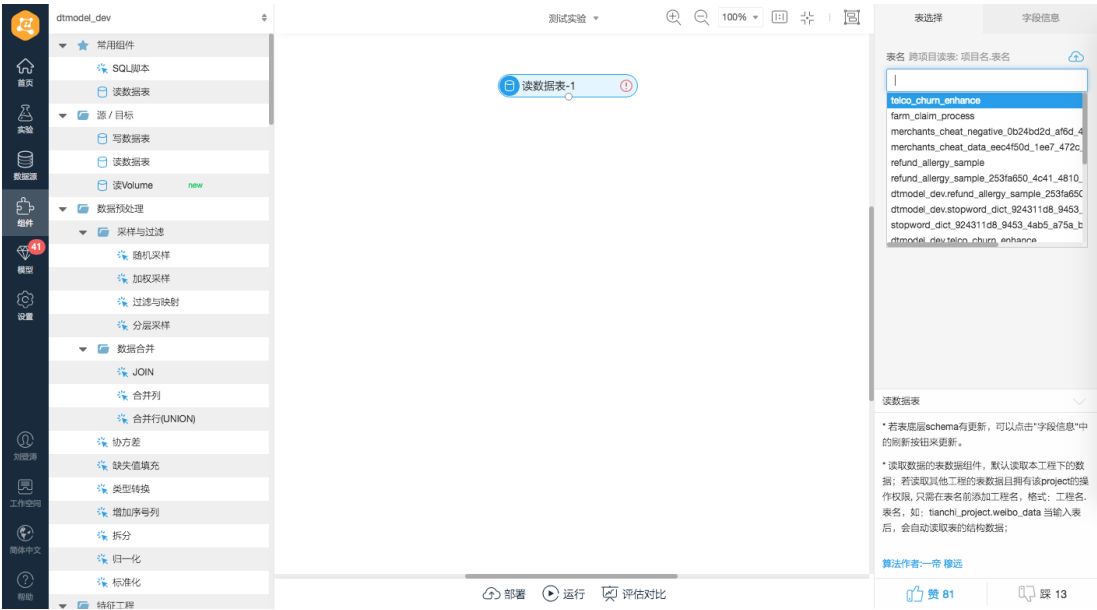 dtmodel_dev
测试实验
100%
1:1
表选择
字段信息
首页
实验
数据源
组件
41
模型
设置
工作空间
简体中文
帮助
常用组件
SQL脚本
读数据表
源 / 目标
写数据表
读数据表
读Volume new
数据预处理
采样与过滤
随机采样
加权采样
过滤与映射
分层采样
数据合并
JOIN
合并列
合并行(UNION)
协方差
缺失值填充
类型转换
增加序号列
拆分
归一化
标准化
特征工程
读数据表-1
部署
运行
评估对比
表名 跨项目读表: 项目名.表名
telco_churn_enhance
farm_claim_process
merchants_cheat_negative_0b24bd2d_af6d_4
merchants_cheat_data_eec4f50d_1ee7_472c_
refund_allergy_sample
refund_allergy_sample_253fa650_4c41_4810_
dtmodel_dev.refund_allergy_sample_253fa650
dtmodel_dev.stopword_dict_924311d8_9453_
stopword_dict_924311d8_9453_4ab5_a75a_b
dtmodel_dev.telco_churn_enhance
读数据表
* 若表底层schema有更新，可以点击"字段信息"中
的刷新按钮来更新。
* 读取数据的表数据组件，默认读取本工程下的数
据；若读取其他工程的表数据且拥有该project的操
作权限, 只需在表名前添加工程名，格式：工程名.
表名，如：tianchi_project.weibo_data 当输入表
后，会自动读取表的结构数据；
算法作者:一帝 穆远
赞 81
踩 13